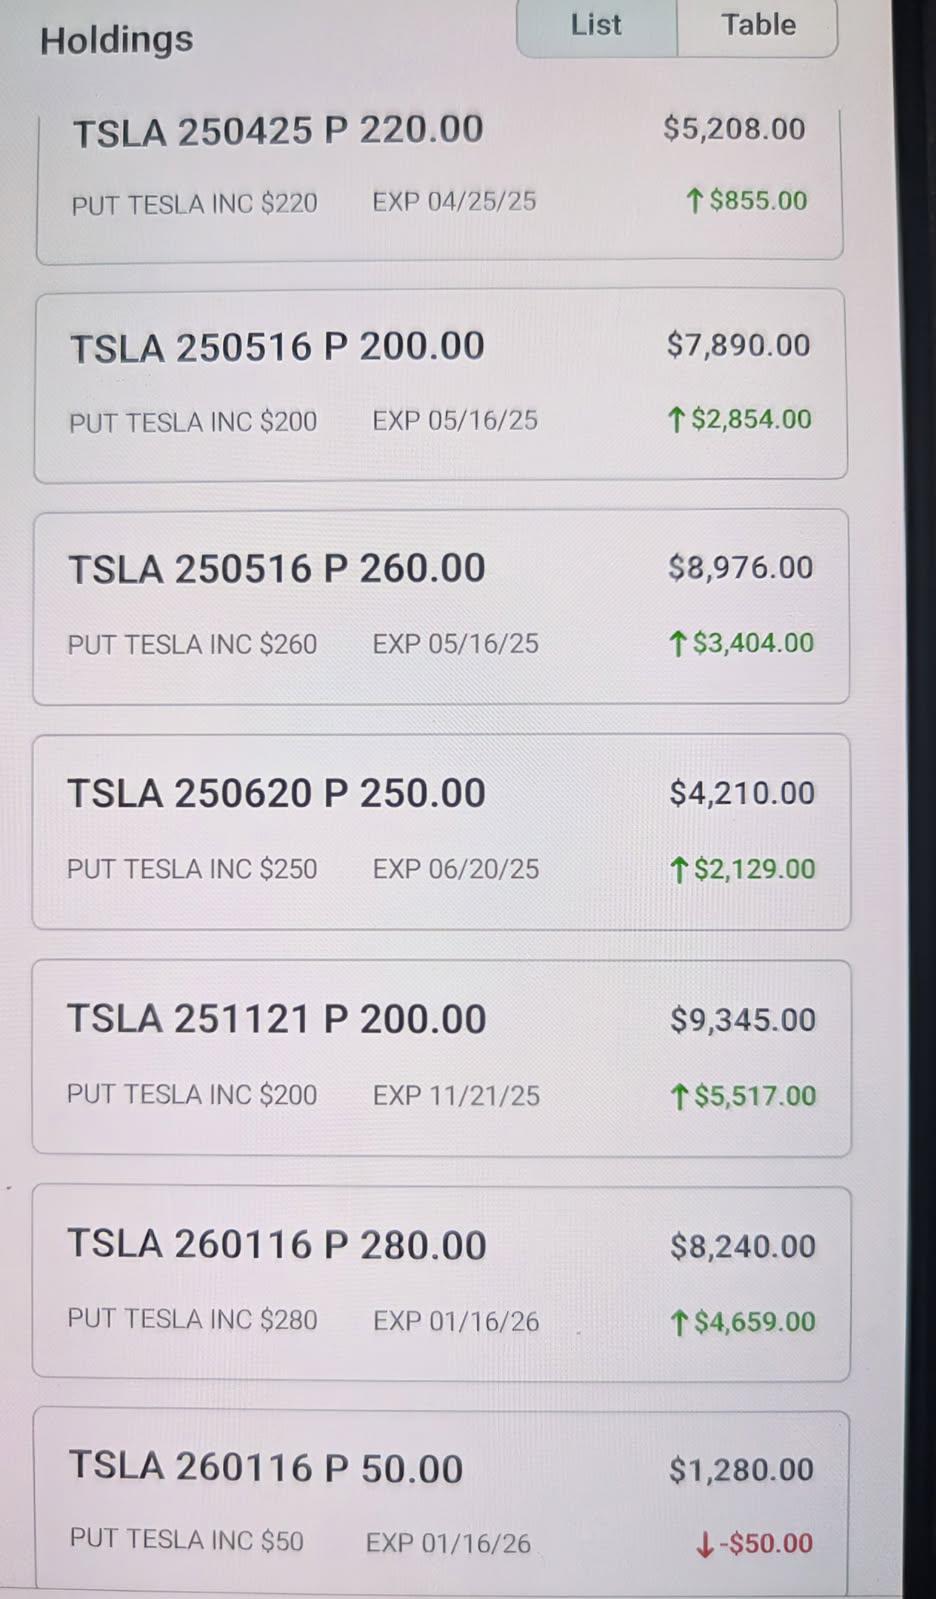 Holdings
List Table
TSLA 250425 P 220.00 $5,208.00
PUT TESLA INC $220 EXP 04/25/25 ↑$855.00
TSLA 250516 P 200.00 $7,890.00
PUT TESLA INC $200 EXP 05/16/25 ↑$2,854.00
TSLA 250516 P 260.00 $8,976.00
PUT TESLA INC $260 EXP 05/16/25 ↑$3,404.00
TSLA 250620 P 250.00 $4,210.00
PUT TESLA INC $250 EXP 06/20/25 ↑$2,129.00
TSLA 251121 P 200.00 $9,345.00
PUT TESLA INC $200 EXP 11/21/25 ↑$5,517.00
TSLA 260116 P 280.00 $8,240.00
PUT TESLA INC $280 EXP 01/16/26 ↑$4,659.00
TSLA 260116 P 50.00 $1,280.00
PUT TESLA INC $50 EXP 01/16/26 ↓-$50.00